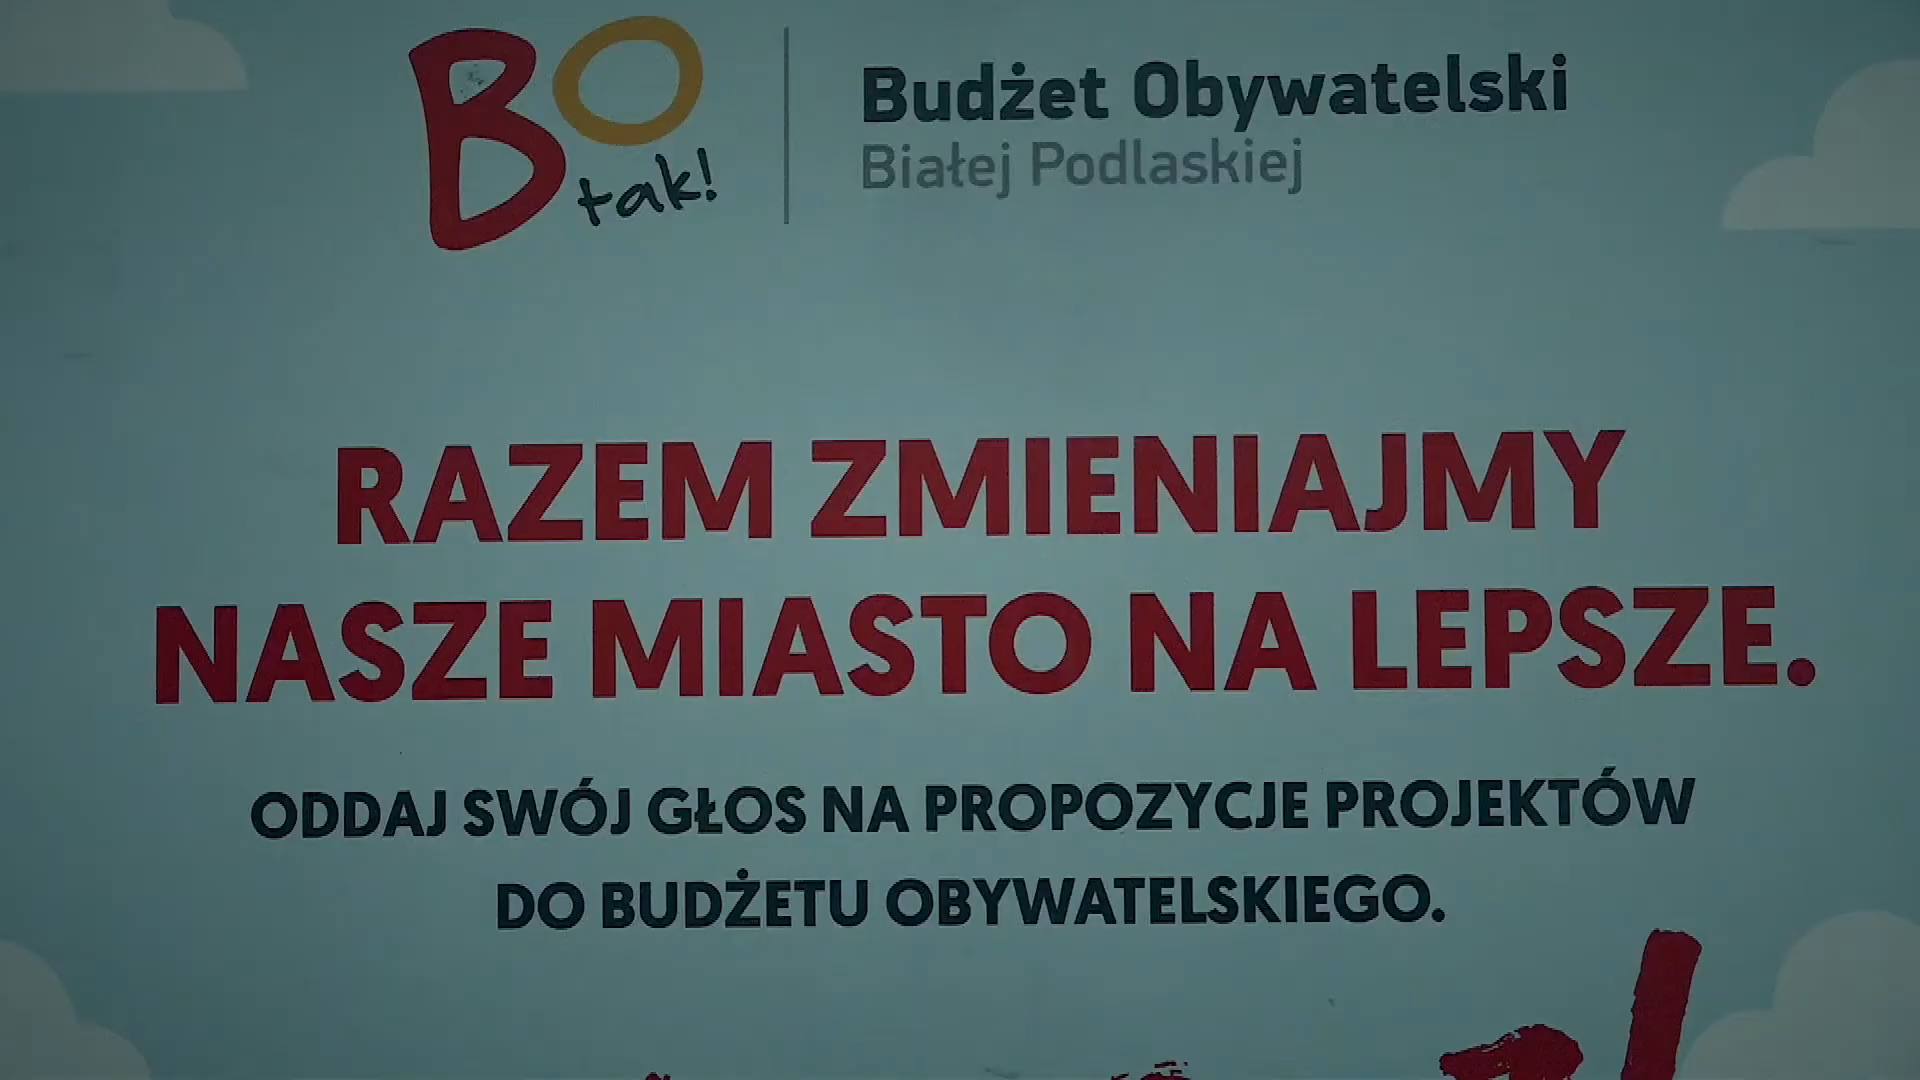 BO
tak!
Budżet Obywatelski
Białej Podlaskiej
RAZEM ZMIENIAJMY
NASZE MIASTO NA LEPSZE.
ODDAJ SWÓJ GŁOS NA PROPOZYCJE PROJEKTÓW
DO BUDŻETU OBYWATELSKIEGO.